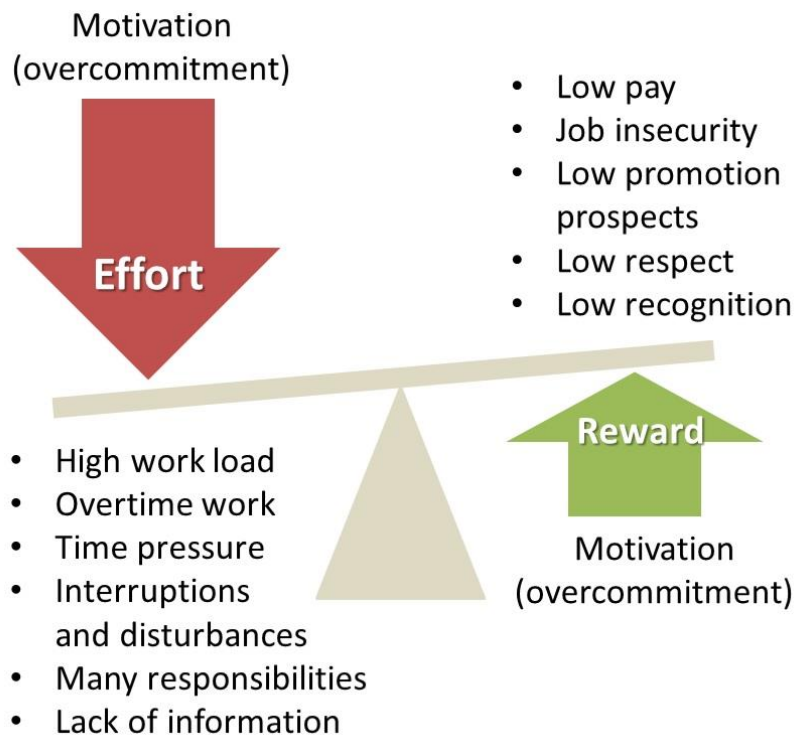 Motivation
(overcommitment)
Effort
• High work load
• Overtime work
• Time pressure
• Interruptions
and disturbances
• Many responsibilities
• Lack of information
• Low pay
• Job insecurity
• Low promotion
prospects
• Low respect
• Low recognition
Reward
Motivation
(overcommitment)